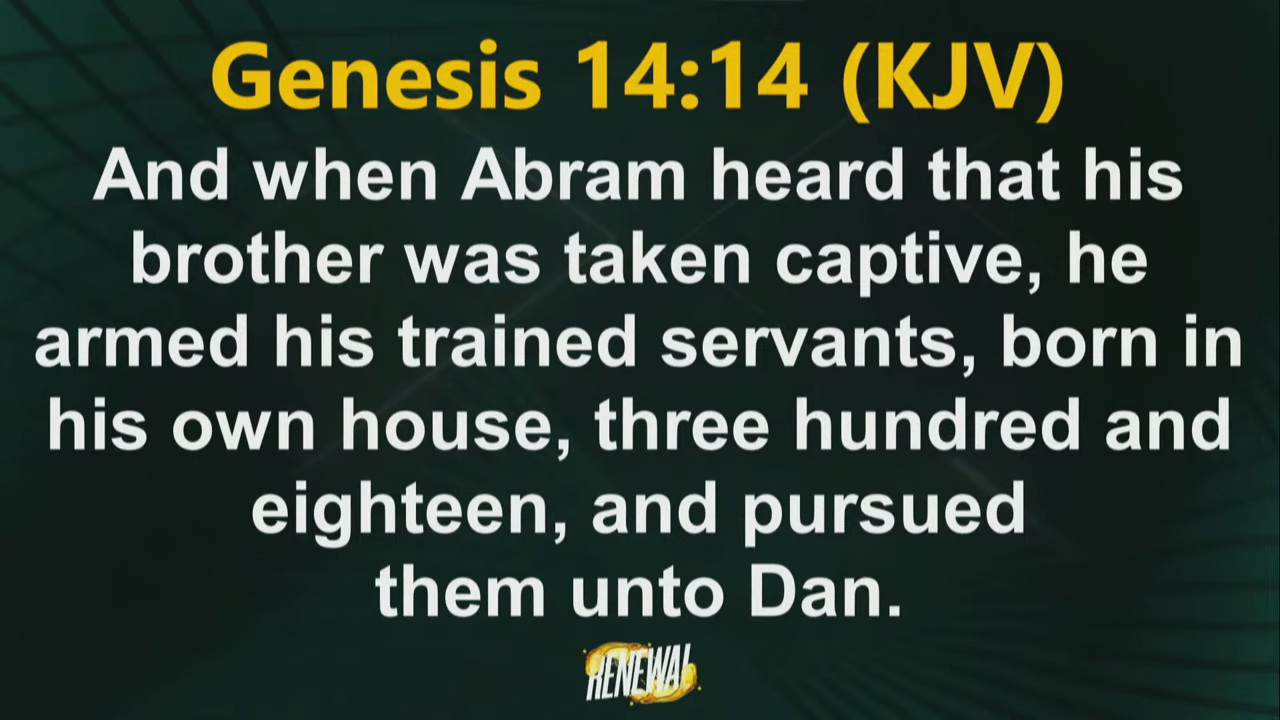 Genesis 14:14 (KJV)
And when Abram heard that his
brother was taken captive, he
armed his trained servants, born in
his own house, three hundred and
eighteen, and pursued
them unto Dan.
RENEWAL